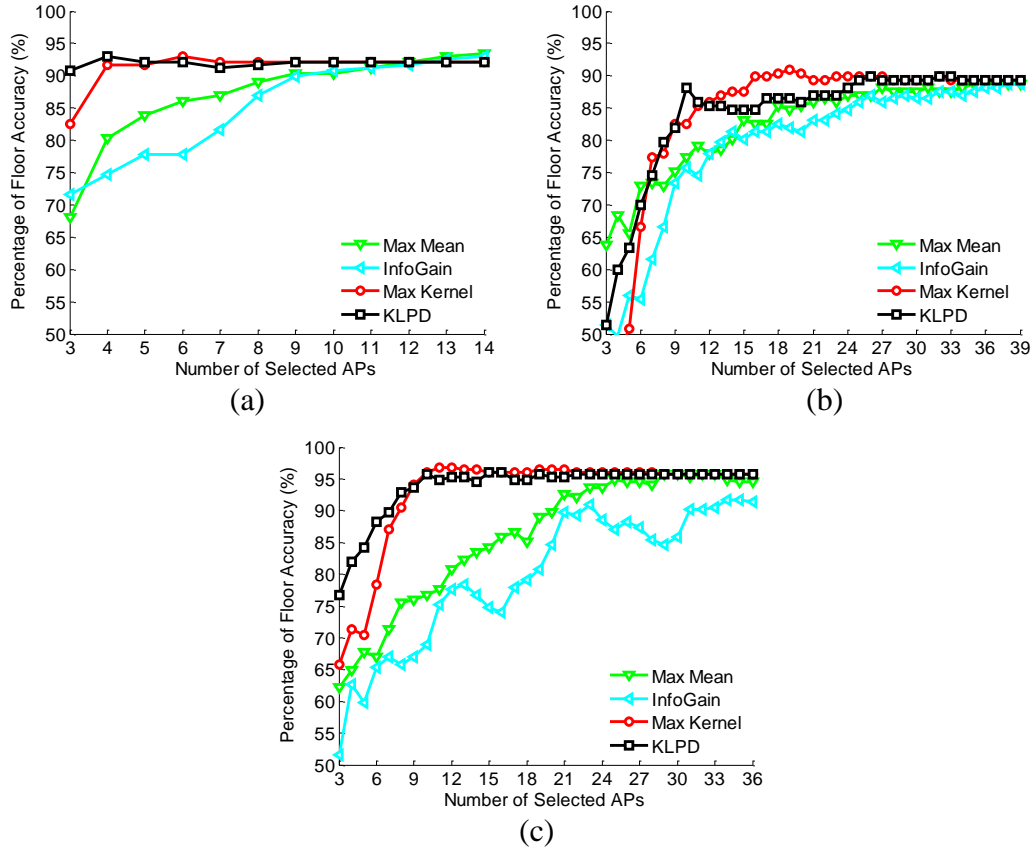 Percentage of Floor Accuracy (%)
100
95
90
85
80
75
70
65
60
55
50
3 4 5 6 7 8 9 10 11 12 13 14
Number of Selected APs
Max Mean
InfoGain
Max Kernel
KLPD
(a)
Percentage of Floor Accuracy (%)
100
95
90
85
80
75
70
65
60
55
50
3 6 9 12 15 18 21 24 27 30 33 36 39
Number of Selected APs
Max Mean
InfoGain
Max Kernel
KLPD
(b)
Percentage of Floor Accuracy (%)
100
95
90
85
80
75
70
65
60
55
50
3 6 9 12 15 18 21 24 27 30 33 36
Number of Selected APs
Max Mean
InfoGain
Max Kernel
KLPD
(c)